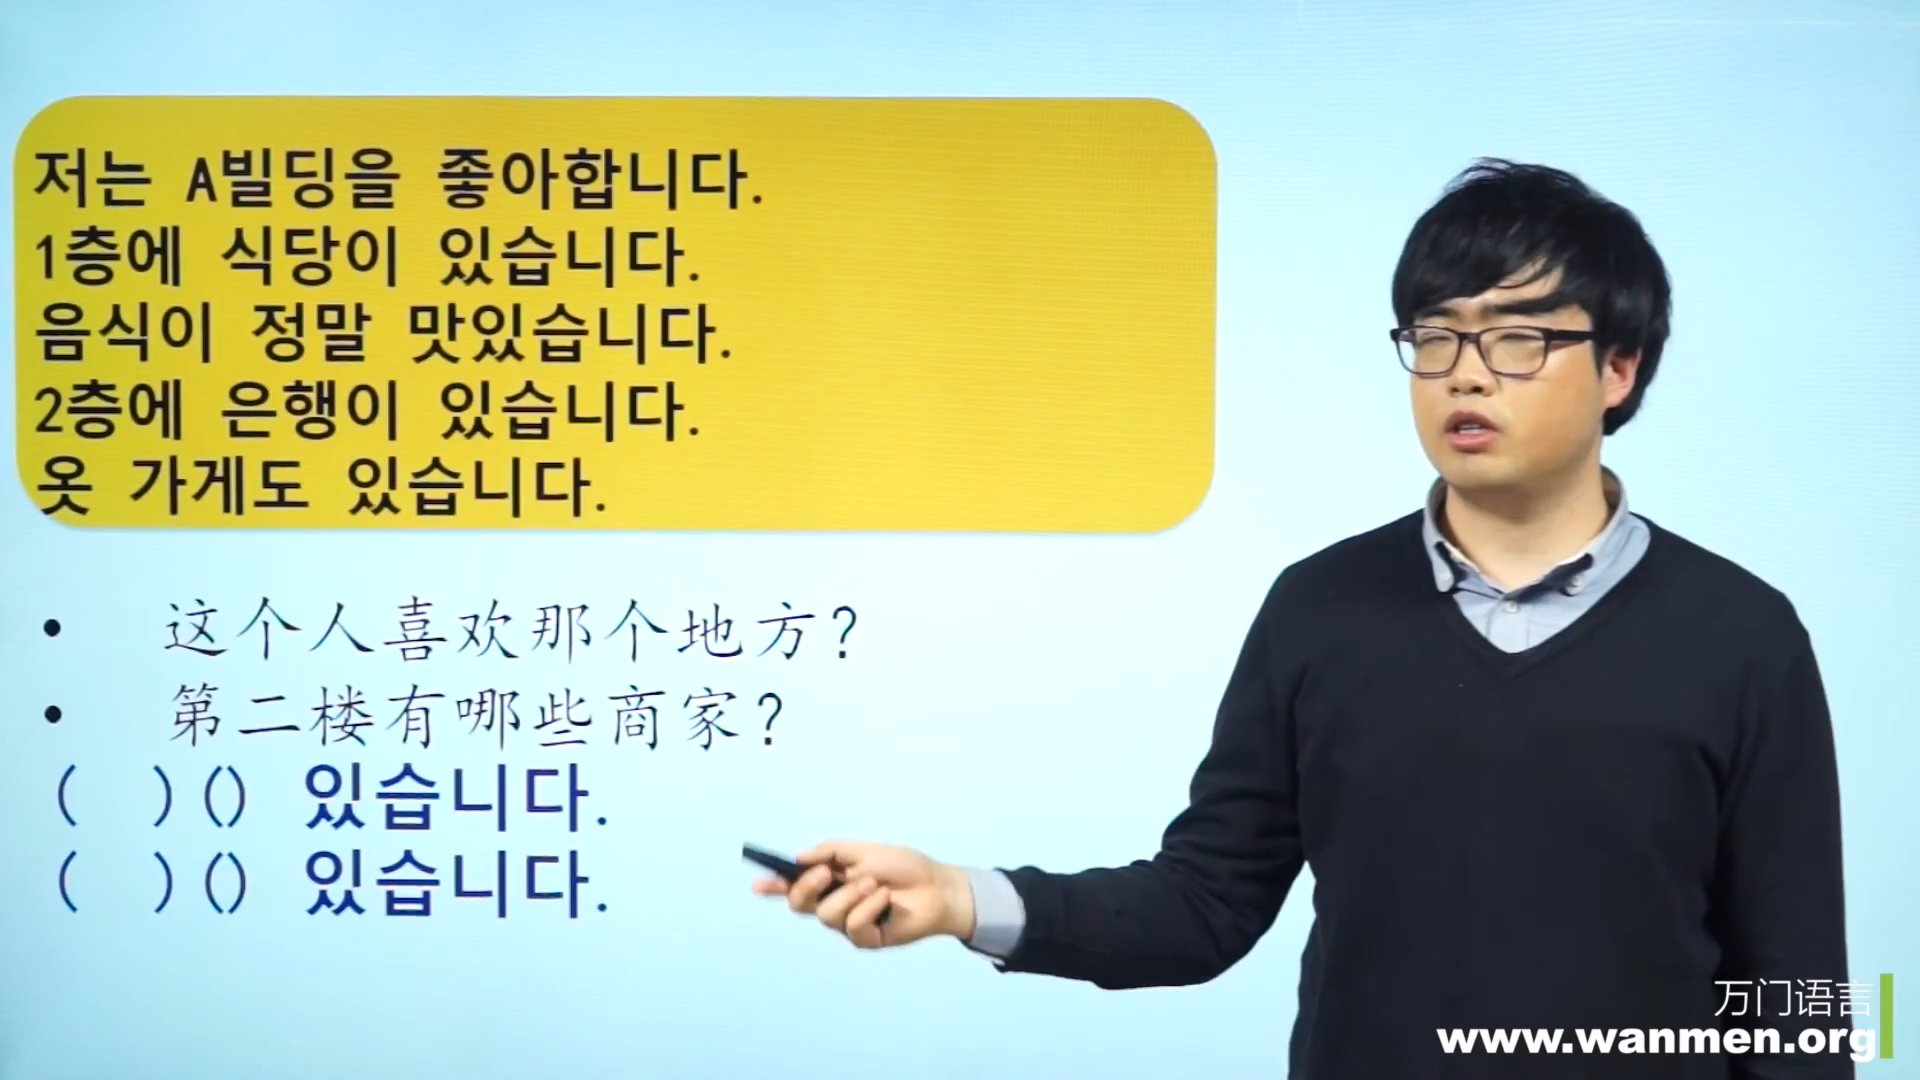 저는 A빌딩을 좋아합니다.
1층에 식당이 있습니다.
음식이 정말 맛있습니다.
2층에 은행이 있습니다.
옷 가게도 있습니다.
• 这个人喜欢那个地方?
• 第二楼有哪些商家?
( ) () 있습니다.
( ) () 있습니다.
万门语言
www.wanmen.org